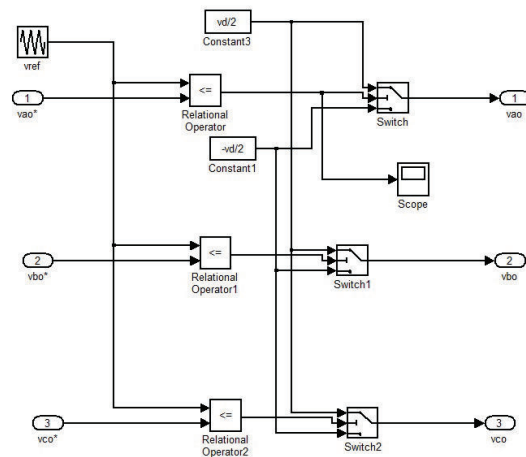 vd/2
Constant3
vref
1
vao*
<=
Relational
Operator
Switch
1
vao
-vd/2
Constant1
Scope
2
vbo*
<=
Relational
Operator1
Switch1
2
vbo
3
vco*
<=
Relational
Operator2
Switch2
3
vco